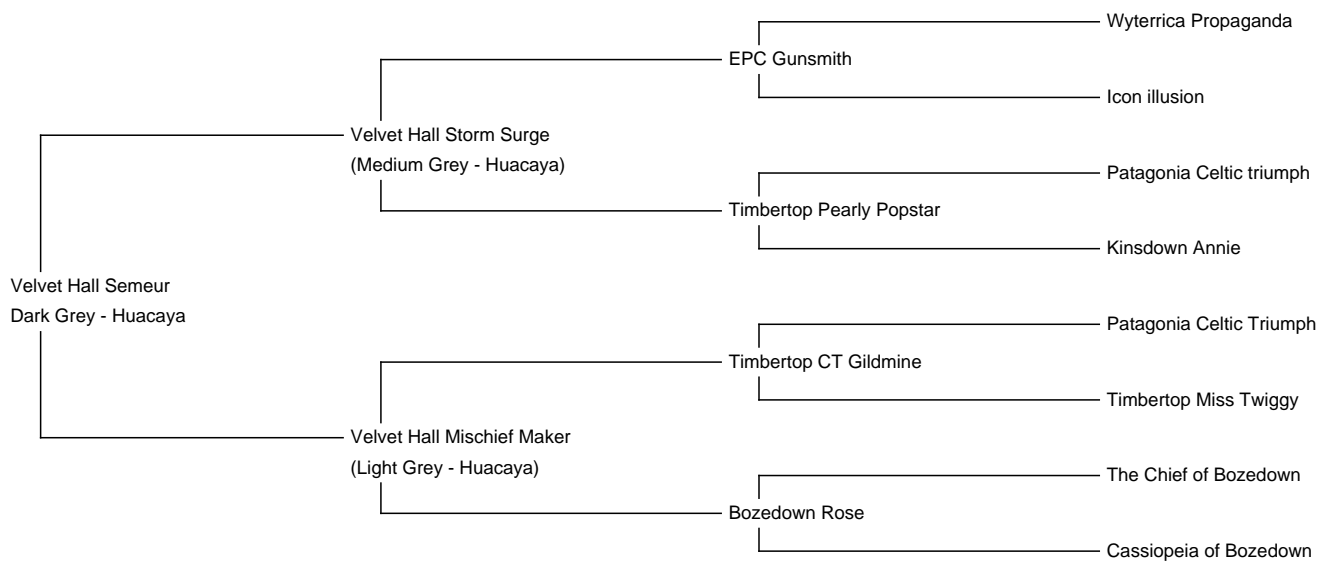 Wyterrica Propaganda
EPC Gunsmith
Icon illusion
Velvet Hall Storm Surge
(Medium Grey - Huacaya)
Patagonia Celtic triumph
Timbertop Pearly Popstar
Kinsdown Annie
Velvet Hall Semeur
Dark Grey - Huacaya
Patagonia Celtic Triumph
Timbertop CT Gildmine
Timbertop Miss Twiggy
Velvet Hall Mischief Maker
(Light Grey - Huacaya)
The Chief of Bozedown
Bozedown Rose
Cassiopeia of Bozedown